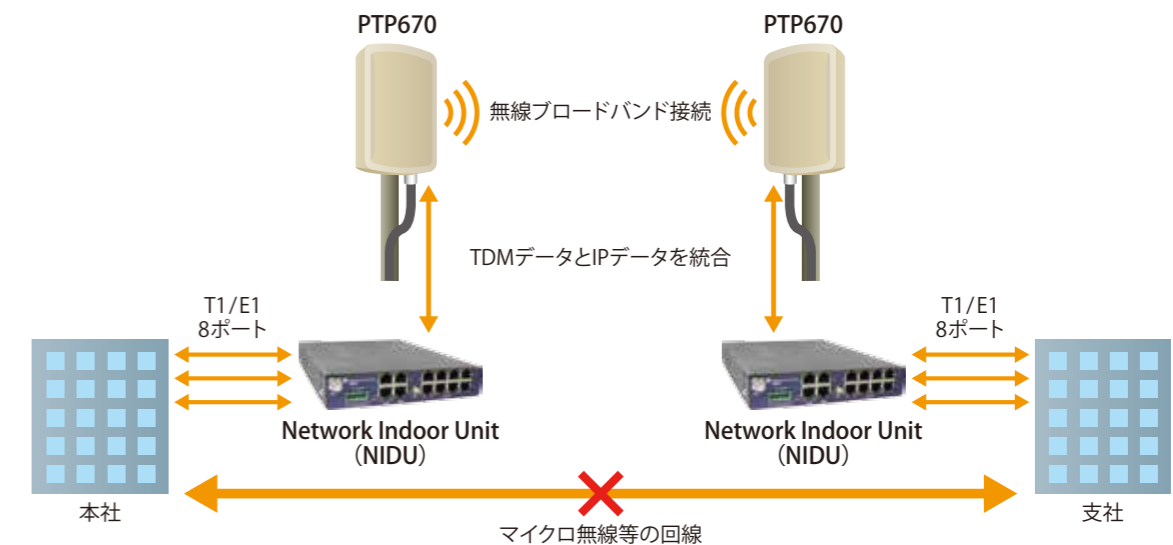 PTP670
PTP670
無線ブロードバンド接続
TDMデータとIPデータを統合
T1/E1
8ポート
T1/E1
8ポート
Network Indoor Unit
（NIDU）
Network Indoor Unit
（NIDU）
本社
支社
マイクロ無線等の回線